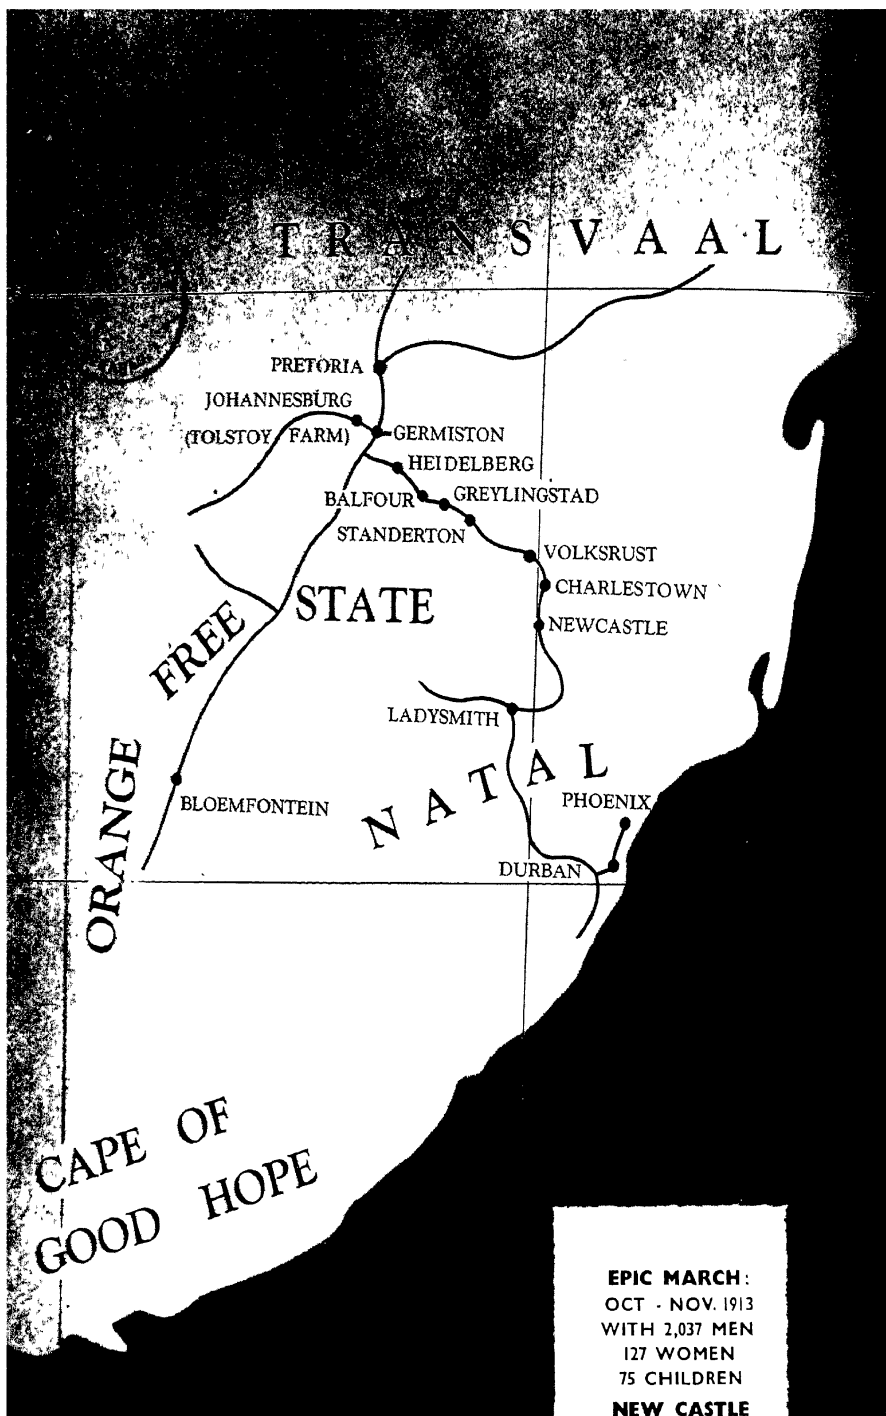 TRANSVAAL
PRETORIA
JOHANNESBURG
(TOLSTOY FARM)
GERMISTON
HEIDELBERG
BALFOUR
GREYLINGSTAD
STANDERTON
VOLKSRUST
CHARLESTOWN
NEWCASTLE
ORANGE FREE STATE
LADYSMITH
NATAL
BLOEMFONTEIN
PHOENIX
DURBAN
CAPE OF
GOOD HOPE
EPIC MARCH:
OCT - NOV. 1913
WITH 2,037 MEN
127 WOMEN
75 CHILDREN
NEW CASTLE